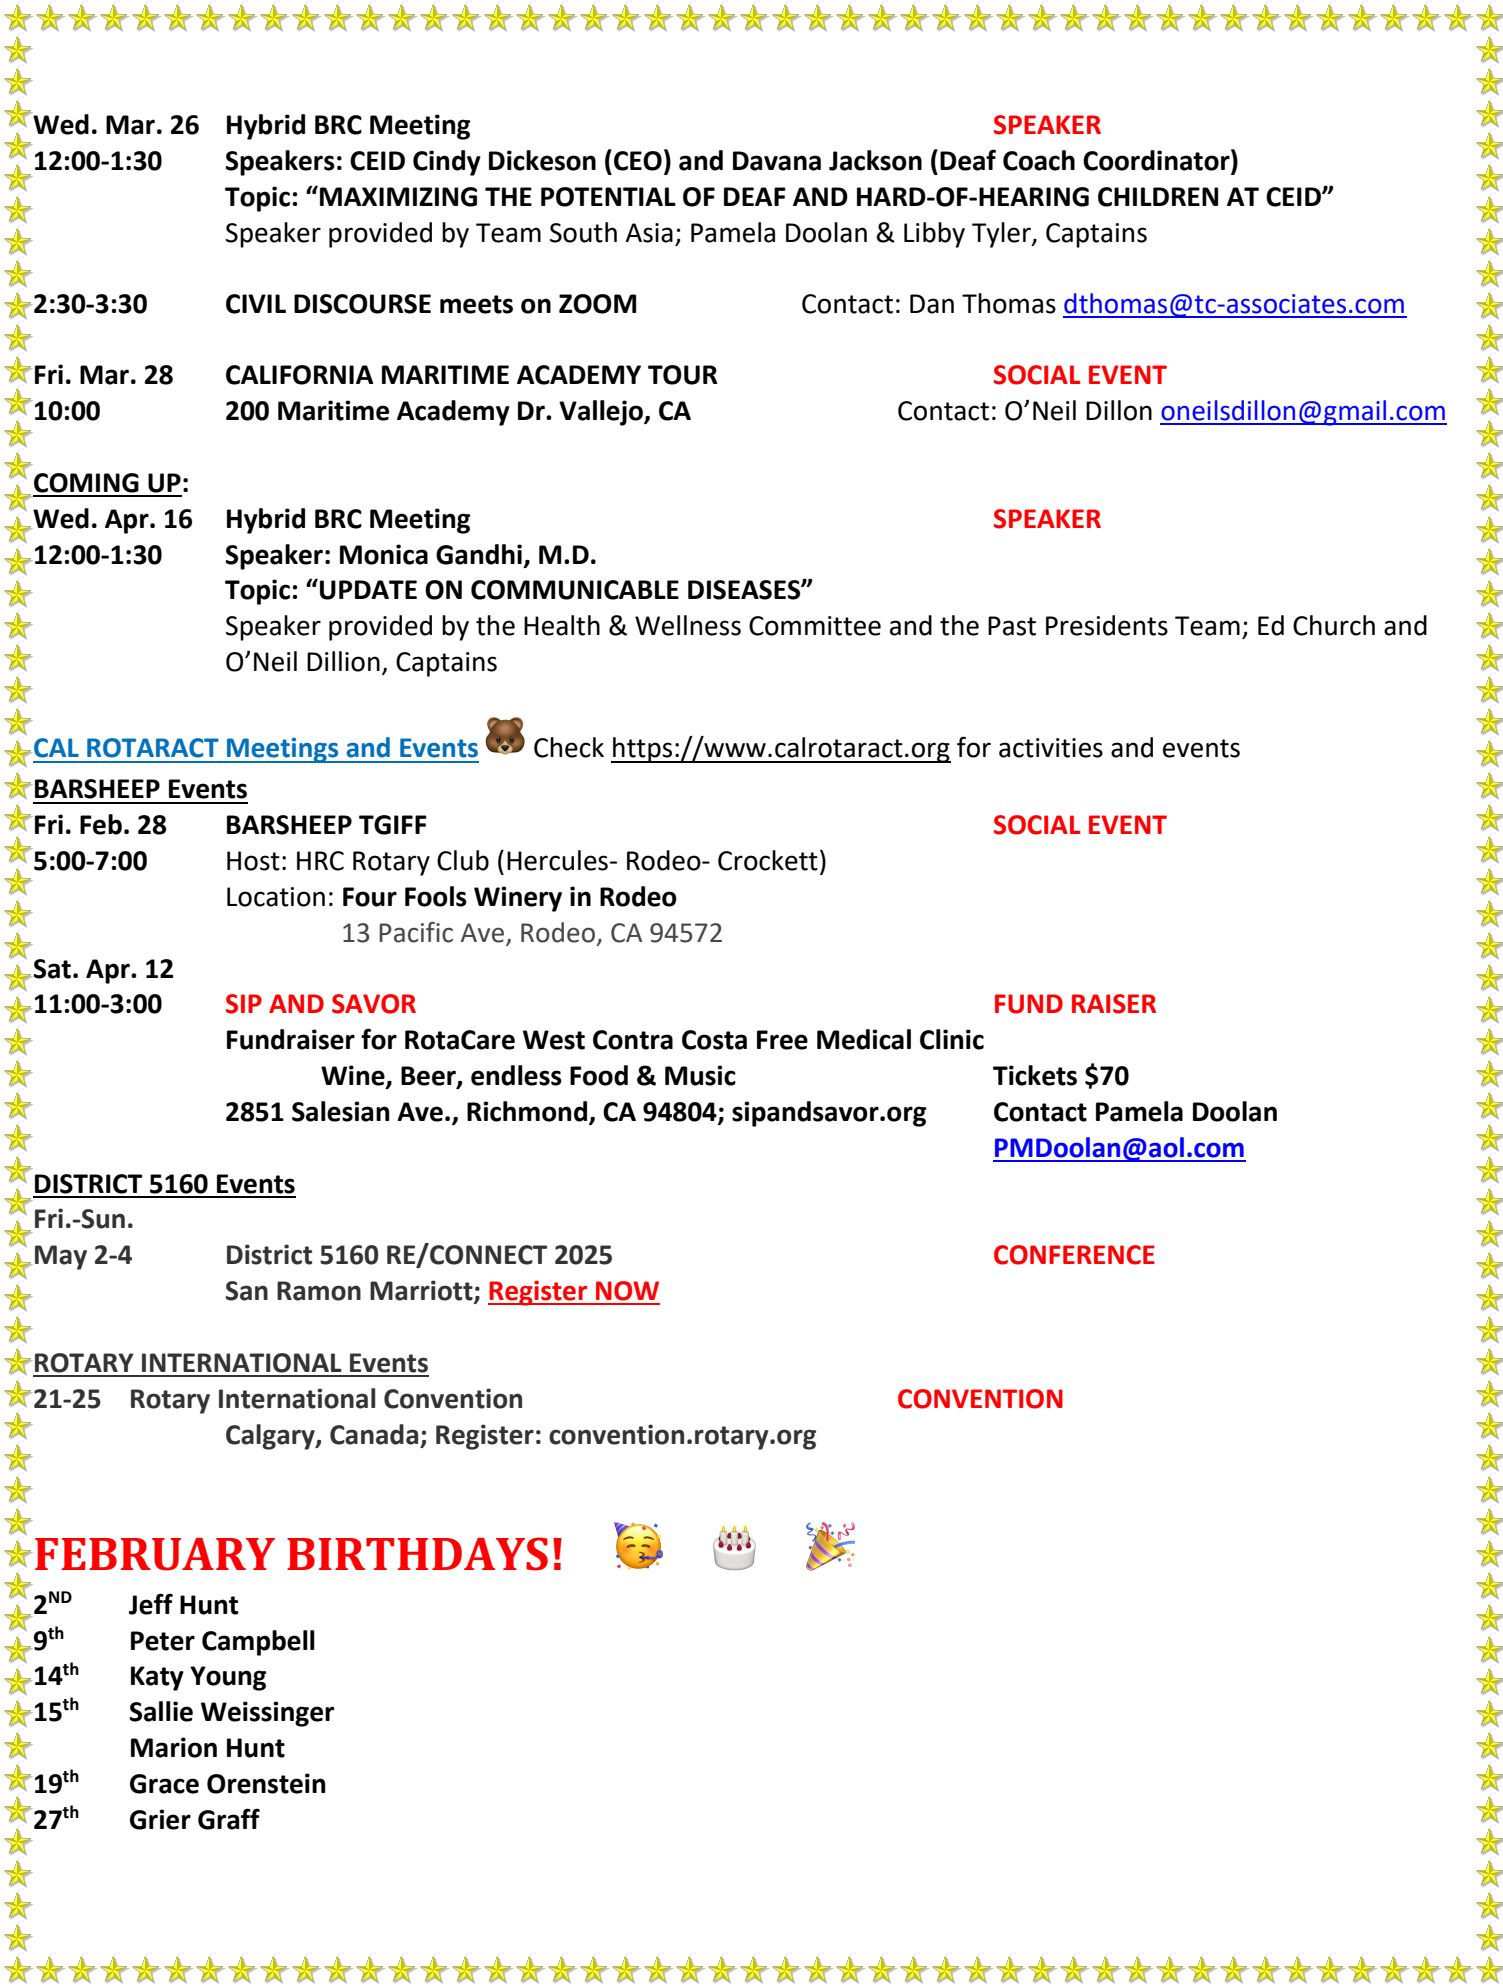 Wed. Mar. 26 Hybrid BRC Meeting SPEAKER
12:00-1:30 Speakers: CEID Cindy Dickeson (CEO) and Davana Jackson (Deaf Coach Coordinator)
Topic: “MAXIMIZING THE POTENTIAL OF DEAF AND HARD-OF-HEARING CHILDREN AT CEID”
Speaker provided by Team South Asia; Pamela Doolan & Libby Tyler, Captains
2:30-3:30 CIVIL DISCOURSE meets on ZOOM Contact: Dan Thomas dthomas@tc-associates.com
Fri. Mar. 28 CALIFORNIA MARITIME ACADEMY TOUR SOCIAL EVENT
10:00 200 Maritime Academy Dr. Vallejo, CA Contact: O’Neil Dillon oneilsdillon@gmail.com
COMING UP:
Wed. Apr. 16 Hybrid BRC Meeting SPEAKER
12:00-1:30 Speaker: Monica Gandhi, M.D.
Topic: “UPDATE ON COMMUNICABLE DISEASES”
Speaker provided by the Health & Wellness Committee and the Past Presidents Team; Ed Church and
O’Neil Dillion, Captains
CAL ROTARACT Meetings and Events Check https://www.calrotaract.org for activities and events
BARSHEEP Events
Fri. Feb. 28 BARSHEEP TGIFF SOCIAL EVENT
5:00-7:00 Host: HRC Rotary Club (Hercules- Rodeo- Crockett)
Location: Four Fools Winery in Rodeo
13 Pacific Ave, Rodeo, CA 94572
Sat. Apr. 12
11:00-3:00 SIP AND SAVOR FUND RAISER
Fundraiser for RotaCare West Contra Costa Free Medical Clinic
Wine, Beer, endless Food & Music Tickets $70
2851 Salesian Ave., Richmond, CA 94804; sipandsavor.org Contact Pamela Doolan
PMDoolan@aol.com
DISTRICT 5160 Events
Fri.-Sun.
May 2-4 District 5160 RE/CONNECT 2025 CONFERENCE
San Ramon Marriott; Register NOW
ROTARY INTERNATIONAL Events
21-25 Rotary International Convention CONVENTION
Calgary, Canada; Register: convention.rotary.org
FEBRUARY BIRTHDAYS!
2ND Jeff Hunt
9th Peter Campbell
14th Katy Young
15th Sallie Weissinger
Marion Hunt
19th Grace Orenstein
27th Grier Graff